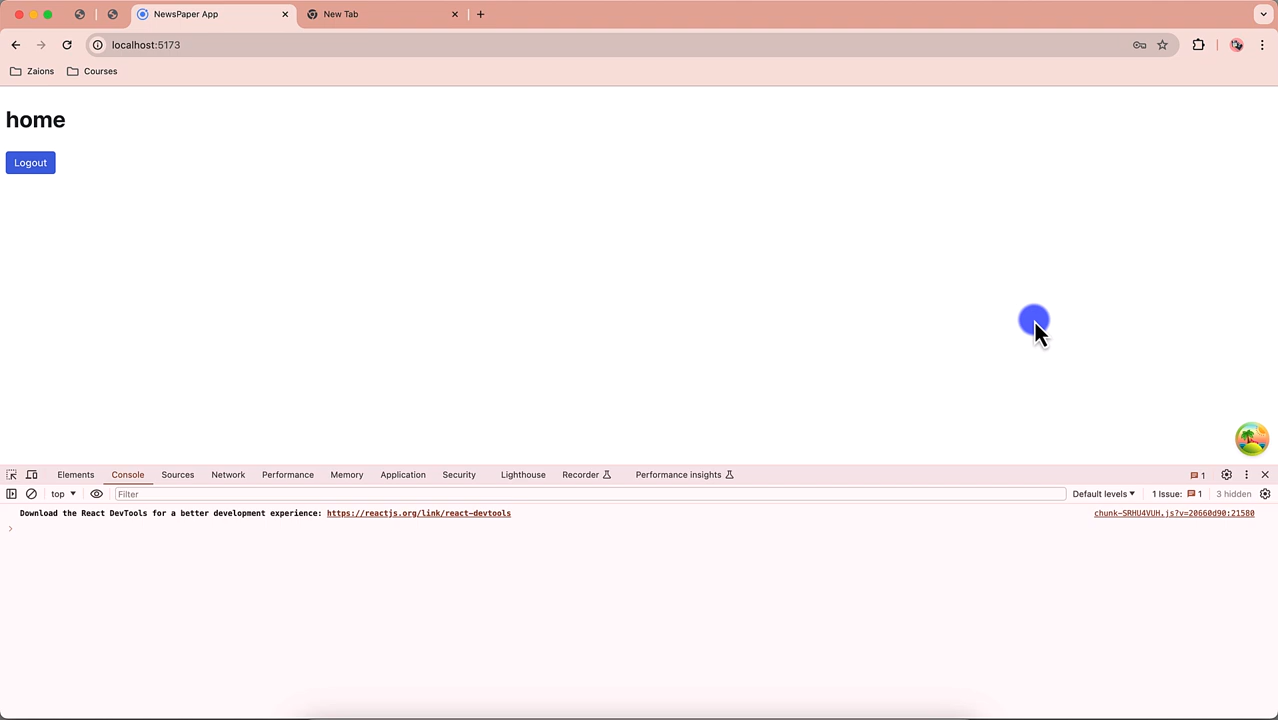 NewsPaper App
New Tab
localhost:5173
Zaions
Courses
home
Logout
Elements
Console
Sources
Network
Performance
Memory
Application
Security
Lighthouse
Recorder
Performance insights
1
top
Filter
Default levels
1 Issue: 1
3 hidden
Download the React DevTools for a better development experience: https://reactjs.org/link/react-devtools
chunk-SRHU4VUH.js?v=20660d90:21580